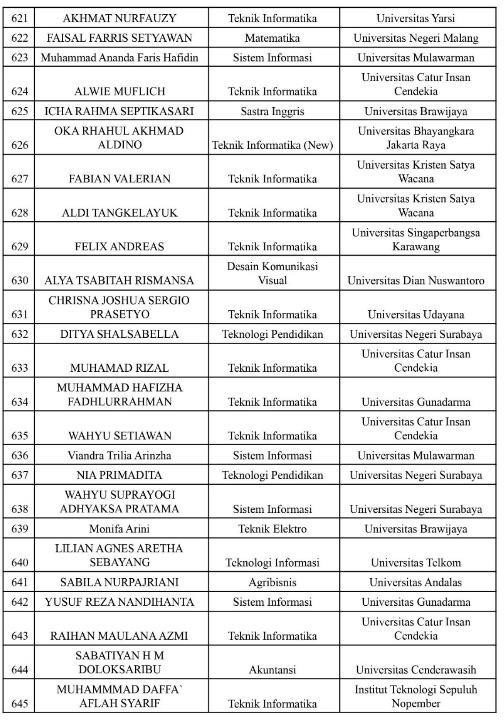 621 AKHMAT NURFAUZY Teknik Informatika Universitas Yarsi
622 FAISAL FARRIS SETYAWAN Matematika Universitas Negeri Malang
623 Muhammad Ananda Faris Hafidin Sistem Informasi Universitas Mulawarman
624 ALWIE MUFLICH Teknik Informatika Universitas Catur Insan
Cendekia
625 ICHA RAHMA SEPTIKASARI Sastra Inggris Universitas Brawijaya
626 OKA RHAHUL AKHMAD
ALDINO Teknik Informatika (New) Universitas Bhayangkara
Jakarta Raya
627 FABIAN VALERIAN Teknik Informatika Universitas Kristen Satya
Wacana
628 ALDI TANGKELAYUK Teknik Informatika Universitas Kristen Satya
Wacana
629 FELIX ANDREAS Teknik Informatika Universitas Singaperbangsa
Karawang
630 ALYA TSABITAH RISMANSA Desain Komunikasi
Visual Universitas Dian Nuswantoro
631 CHRISNA JOSHUA SERGIO
PRASETYO Teknik Informatika Universitas Udayana
632 DITYA SHALSABELLA Teknologi Pendidikan Universitas Negeri Surabaya
633 MUHAMAD RIZAL Teknik Informatika Universitas Catur Insan
Cendekia
634 MUHAMMAD HAFIZHA
FADHLURRAHMAN Teknik Informatika Universitas Gunadarma
635 WAHYU SETIAWAN Teknik Informatika Universitas Catur Insan
Cendekia
636 Viandra Trilia Arinzha Sistem Informasi Universitas Mulawarman
637 NIA PRIMADITA Teknologi Pendidikan Universitas Negeri Surabaya
638 WAHYU SUPRAYOGI
ADHYAKSA PRATAMA Sistem Informasi Universitas Negeri Surabaya
639 Monifa Arini Teknik Elektro Universitas Brawijaya
640 LILIAN AGNES ARETHA
SEBAYANG Teknologi Informasi Universitas Telkom
641 SABILA NURPAJRIANI Agribisnis Universitas Andalas
642 YUSUF REZA NANDIHANTA Sistem Informasi Universitas Gunadarma
643 RAIHAN MAULANA AZMI Teknik Informatika Universitas Catur Insan
Cendekia
644 SABATIYAN H M
DOLOKSARIBU Akuntansi Universitas Cenderawasih
645 MUHAMMMAD DAFFA`
AFLAH SYARIF Teknik Informatika Institut Teknologi Sepuluh
Nopember